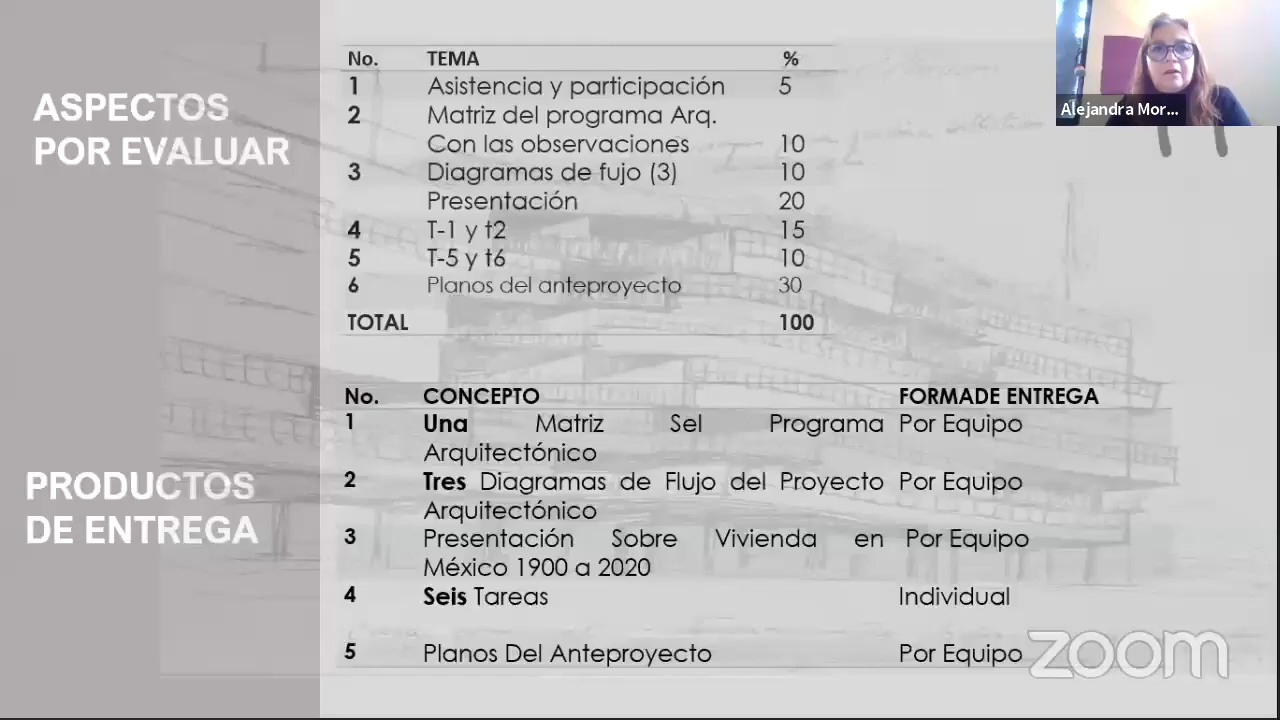 ASPECTOS
POR EVALUAR
No. TEMA %
1 Asistencia y participación 5
2 Matriz del programa Arq.
Con las observaciones 10
3 Diagramas de fujo (3) 10
Presentación 20
4 T-1 y t2 15
5 T-5 y t6 10
6 Planos del anteproyecto 30
TOTAL 100
Alejandra Mor...
PRODUCTOS
DE ENTREGA
No. CONCEPTO FORMADE ENTREGA
1 Una Matriz Sel Programa Por Equipo
Arquitectónico
2 Tres Diagramas de Flujo del Proyecto Por Equipo
Arquitectónico
3 Presentación Sobre Vivienda en Por Equipo
México 1900 a 2020
4 Seis Tareas Individual
5 Planos Del Anteproyecto Por Equipo
zoom